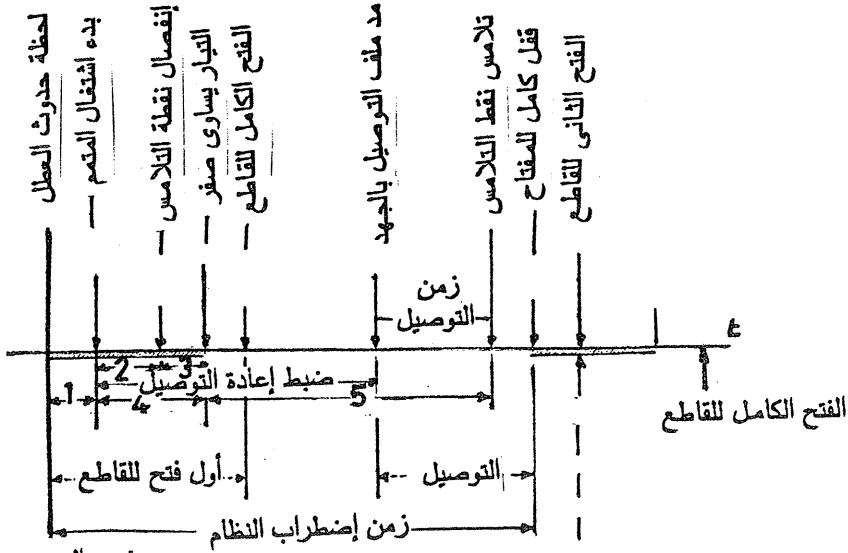 لحظة حدوث العطل
بدء اشتغال المتمم
إنفصال نقطة التلامس
التيار يساوى صفر
الفتح الكامل للقاطع
مد ملف التوصيل بالجهد
تلامس نقط التلامس
قفل كامل للمفتاح
الفتح الثانى للقاطع
زمن
التوصيل
t
2 3
ضبط إعادة التوصيل
1 4 5
الفتح الكامل للقاطع
أول فتح للقاطع
التوصيل
زمن إضطراب النظام